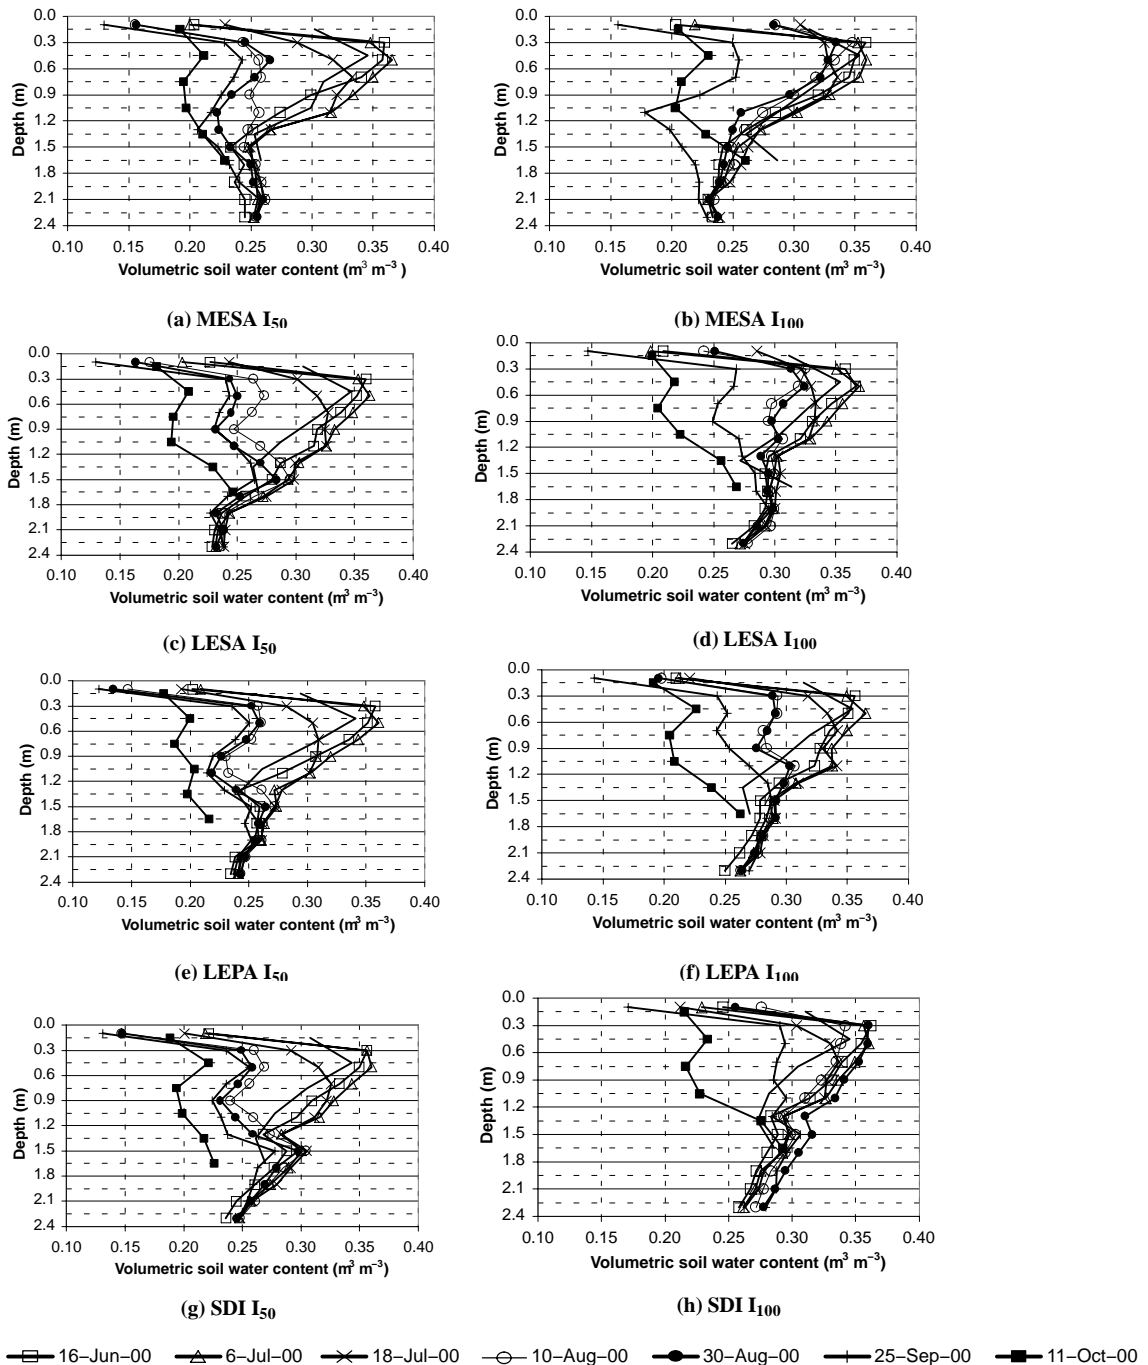 0.0
0.3
0.6
0.9
1.2
1.5
1.8
2.1
2.4
Depth (m)
0.10 0.15 0.20 0.25 0.30 0.35 0.40
Volumetric soil water content (m³ m⁻³)
(a) MESA I₅₀
0.0
0.3
0.6
0.9
1.2
1.5
1.8
2.1
2.4
Depth (m)
0.10 0.15 0.20 0.25 0.30 0.35 0.40
Volumetric soil water content (m³ m⁻³)
(b) MESA I₁₀₀
0.0
0.3
0.6
0.9
1.2
1.5
1.8
2.1
2.4
Depth (m)
0.10 0.15 0.20 0.25 0.30 0.35 0.40
Volumetric soil water content (m³ m⁻³)
(c) LESA I₅₀
0.0
0.3
0.6
0.9
1.2
1.5
1.8
2.1
2.4
Depth (m)
0.10 0.15 0.20 0.25 0.30 0.35 0.40
Volumetric soil water content (m³ m⁻³)
(d) LESA I₁₀₀
0.0
0.3
0.6
0.9
1.2
1.5
1.8
2.1
2.4
Depth (m)
0.10 0.15 0.20 0.25 0.30 0.35 0.40
Volumetric soil water content (m³ m⁻³)
(e) LEPA I₅₀
0.0
0.3
0.6
0.9
1.2
1.5
1.8
2.1
2.4
Depth (m)
0.10 0.15 0.20 0.25 0.30 0.35 0.40
Volumetric soil water content (m³ m⁻³)
(f) LEPA I₁₀₀
0.0
0.3
0.6
0.9
1.2
1.5
1.8
2.1
2.4
Depth (m)
0.10 0.15 0.20 0.25 0.30 0.35 0.40
Volumetric soil water content (m³ m⁻³)
(g) SDI I₅₀
0.0
0.3
0.6
0.9
1.2
1.5
1.8
2.1
2.4
Depth (m)
0.10 0.15 0.20 0.25 0.30 0.35 0.40
Volumetric soil water content (m³ m⁻³)
(h) SDI I₁₀₀
16–Jun–00 6–Jul–00 18–Jul–00 10–Aug–00 30–Aug–00 25–Sep–00 11–Oct–00